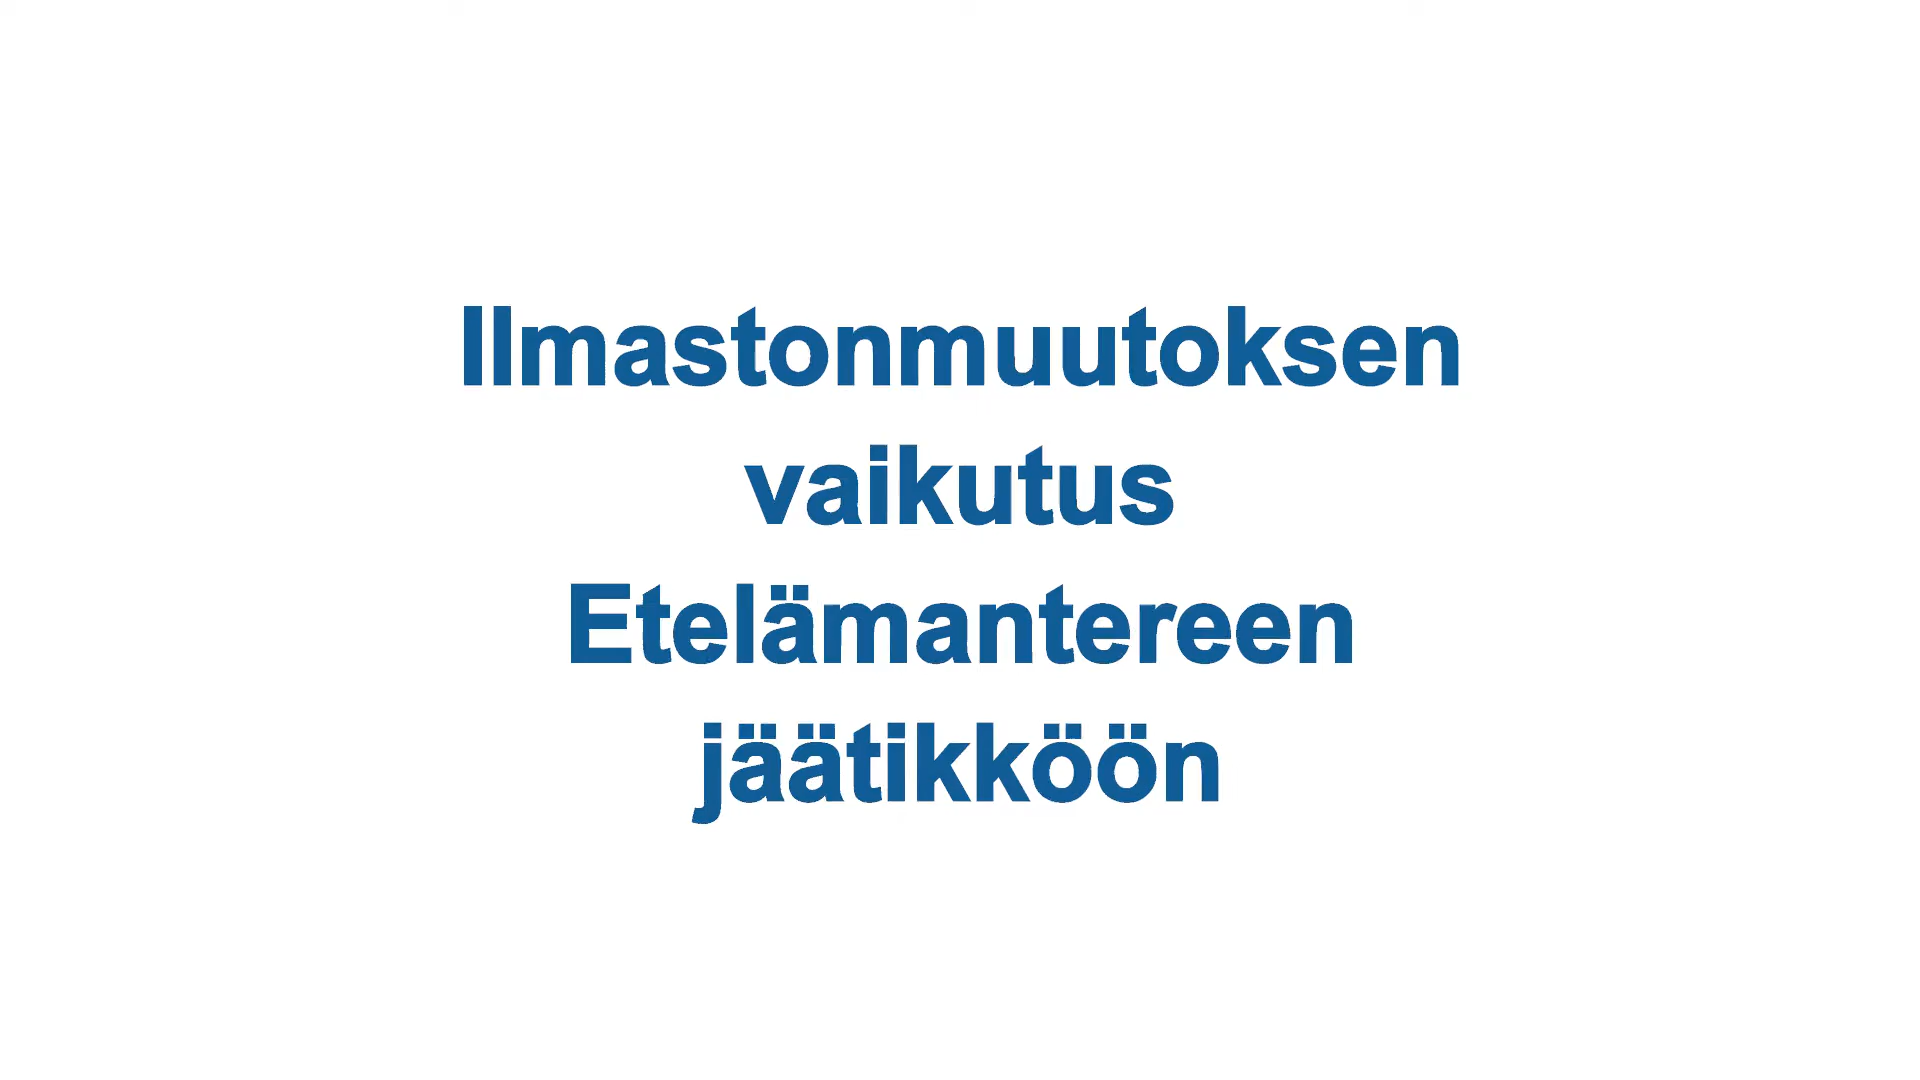 Ilmastonmuutoksen
vaikutus
Etelämantereen
jäätikköön